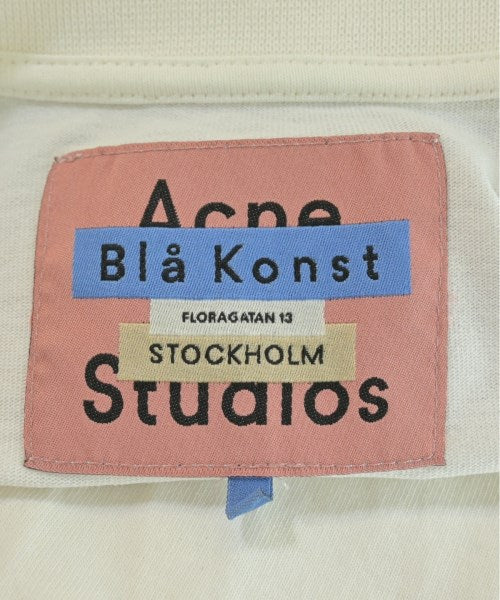 Acne
Blå Konst
FLORAGATAN 13
STOCKHOLM
Studios